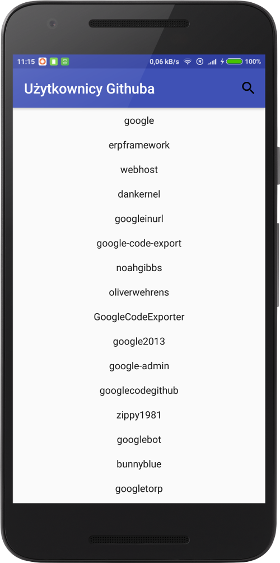 11:15 0,06 kB/s 100%
Użytkownicy Githuba
google
erpframework
webhost
dankernel
googleinurl
google-code-export
noahgibbs
oliverwehrens
GoogleCodeExporter
google2013
google-admin
googlecodegithub
zippy1981
googlebot
bunnyblue
googletorp